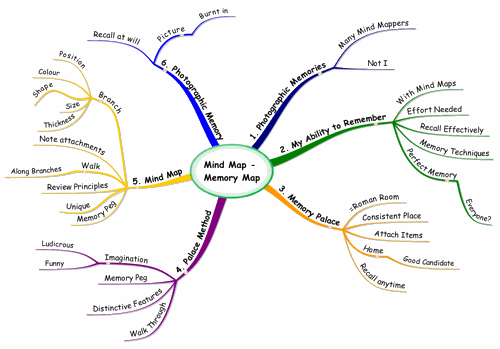 Mind Map -
Memory Map
1. Photographic Memories
Many Mind Mappers
Not I
2. My Ability to Remember
With Mind Maps
Effort Needed
Recall Effectively
Memory Techniques
Perfect Memory
Everyone?
3. Memory Palace
=Roman Room
Consistent Place
Attach Items
Home
Good Candidate
Recall anytime
4. Palace Method
Imagination
Ludicrous
Funny
Memory Peg
Distinctive Features
Walk Through
5. Mind Map
Branch
Position
Colour
Shape
Size
Thickness
Note attachments
Walk
Along Branches
Review Principles
Unique
Memory Peg
6. Photographic Memory
Picture
Burnt in
Recall at will